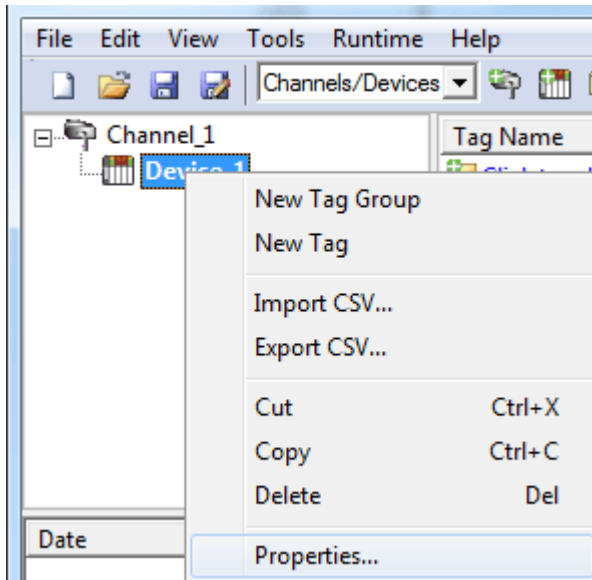 File Edit View Tools Runtime Help
Channels/Devices
Channel_1
Tag Name
Device_1
New Tag Group
New Tag
Import CSV...
Export CSV...
Cut Ctrl+X
Copy Ctrl+C
Delete Del
Date
Properties...